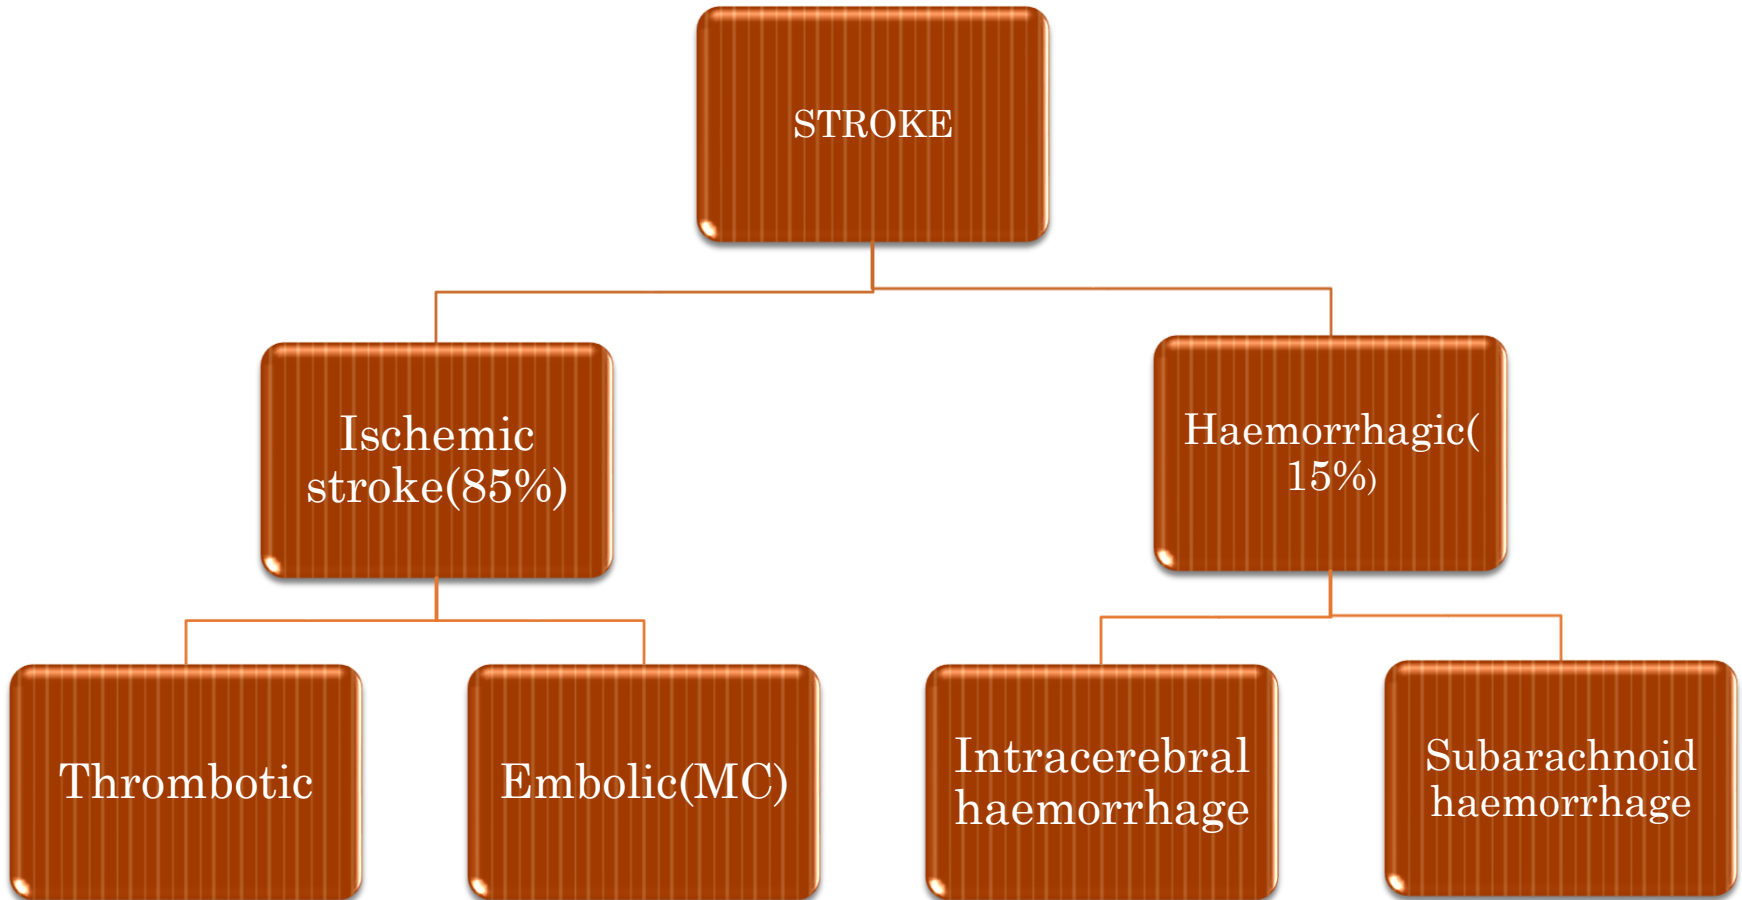 STROKE
Ischemic
stroke(85%)
Haemorrhagic(
15%)
Thrombotic
Embolic(MC)
Intracerebral
haemorrhage
Subarachnoid
haemorrhage